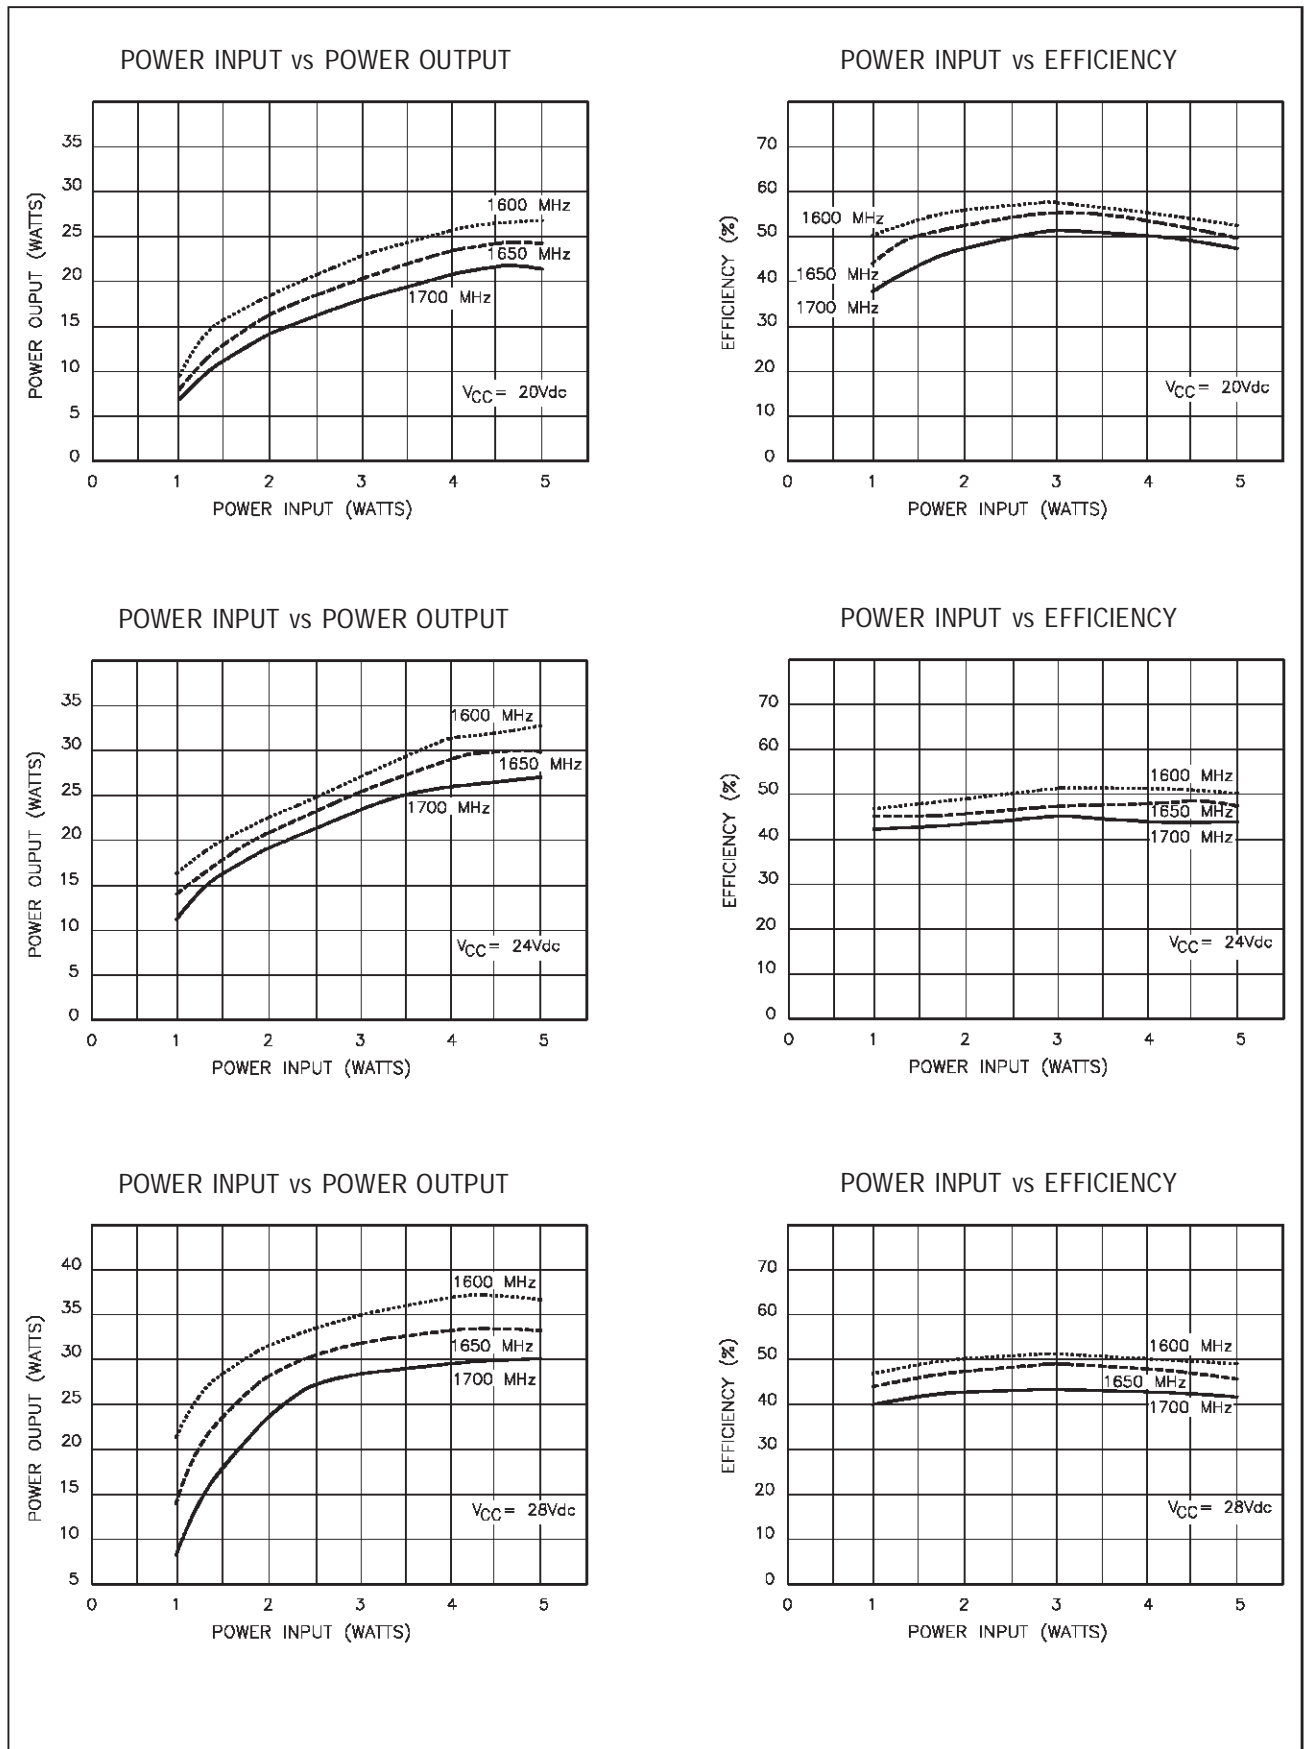 POWER INPUT vs POWER OUTPUT
35
30
25
20
15
10
5
0
POWER OUPUT (WATTS)
1600 MHz
1650 MHz
1700 MHz
VCC= 20Vdc
0 1 2 3 4 5
POWER INPUT (WATTS)
POWER INPUT vs EFFICIENCY
70
60
50
40
30
20
10
0
EFFICIENCY (%)
1600 MHz
1650 MHz
1700 MHz
VCC= 20Vdc
0 1 2 3 4 5
POWER INPUT (WATTS)
POWER INPUT vs POWER OUTPUT
35
30
25
20
15
10
5
0
POWER OUPUT (WATTS)
1600 MHz
1650 MHz
1700 MHz
VCC= 24Vdc
0 1 2 3 4 5
POWER INPUT (WATTS)
POWER INPUT vs EFFICIENCY
70
60
50
40
30
20
10
0
EFFICIENCY (%)
1600 MHz
1650 MHz
1700 MHz
VCC= 24Vdc
0 1 2 3 4 5
POWER INPUT (WATTS)
POWER INPUT vs POWER OUTPUT
40
35
30
25
20
15
10
5
POWER OUPUT (WATTS)
1600 MHz
1650 MHz
1700 MHz
VCC= 28Vdc
0 1 2 3 4 5
POWER INPUT (WATTS)
POWER INPUT vs EFFICIENCY
70
60
50
40
30
20
10
0
EFFICIENCY (%)
1600 MHz
1650 MHz
1700 MHz
VCC= 28Vdc
0 1 2 3 4 5
POWER INPUT (WATTS)